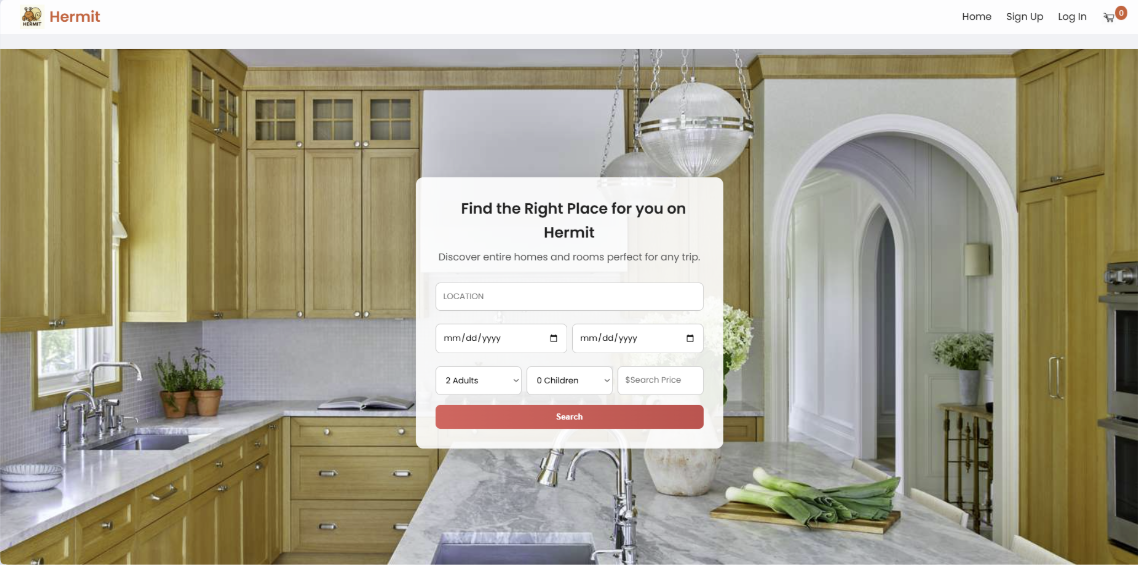 HERMIT
Hermit
Home
Sign Up
Log In
0
Find the Right Place for you on
Hermit
Discover entire homes and rooms perfect for any trip.
LOCATION
mm/dd/yyyy
mm/dd/yyyy
2 Adults
0 Children
$Search Price
Search